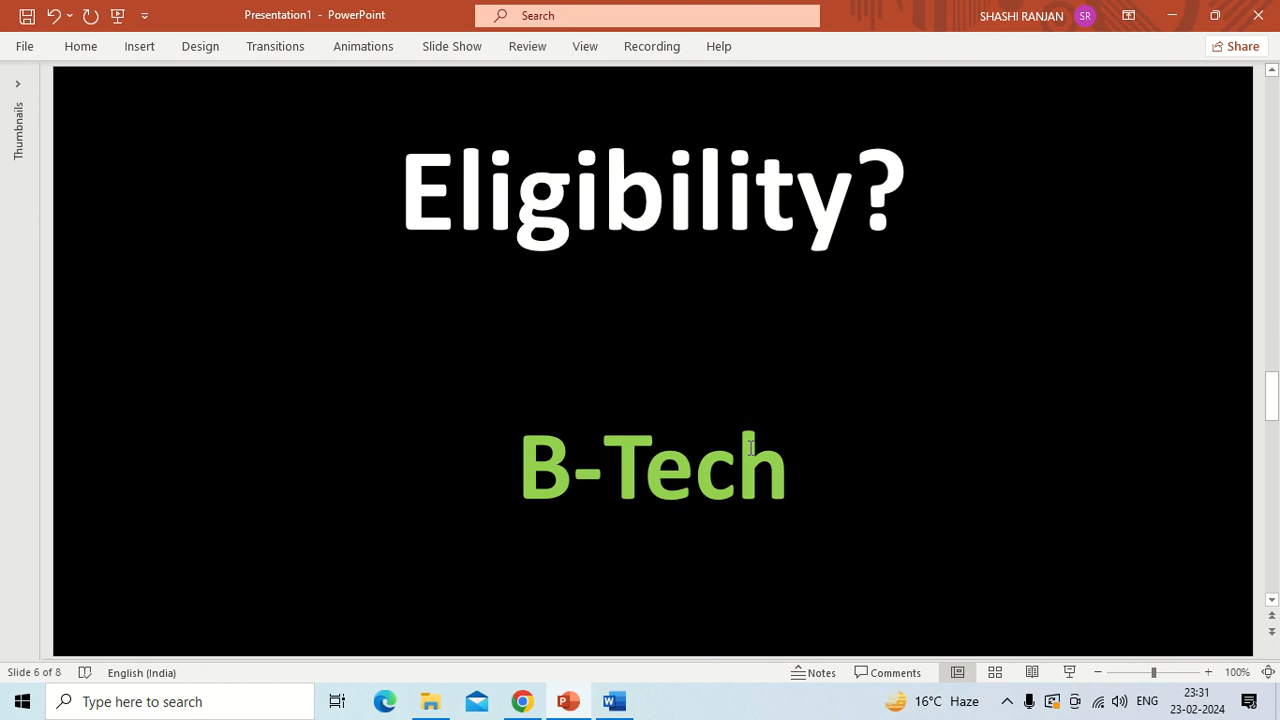 Presentation1 - PowerPoint
Search
SHASHI RANJAN
SR
File
Home
Insert
Design
Transitions
Animations
Slide Show
Review
View
Recording
Help
Share
Thumbnails
Eligibility?
B-Tech
Slide 6 of 8
English (India)
Notes
Comments
100%
Type here to search
16°C Haze
ENG
23:31
23-02-2024